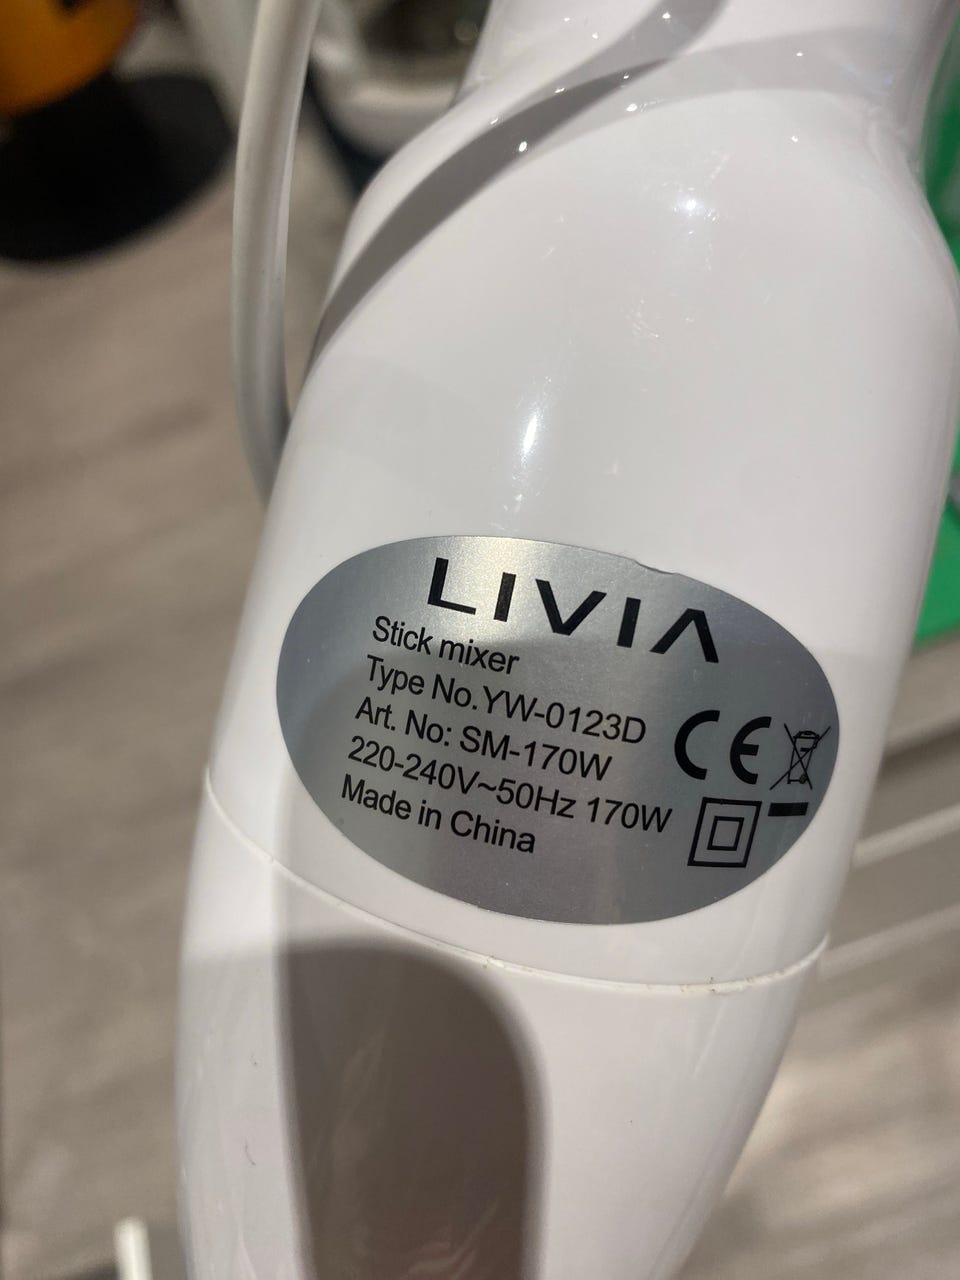 LIVIA
Stick mixer
Type No.YW-0123D
Art. No: SM-170W
220-240V~50Hz 170W
Made in China
CE